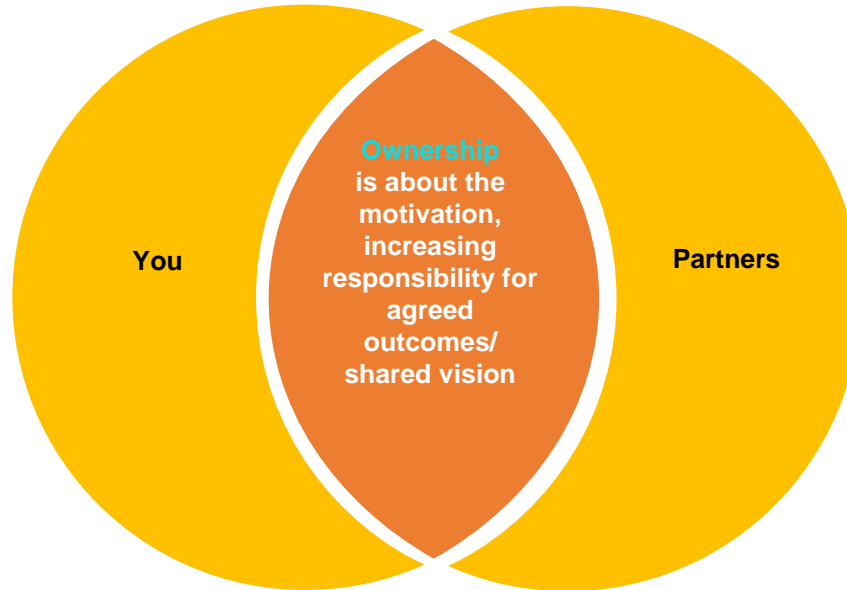 You
Ownership
is about the
motivation,
increasing
responsibility for
agreed
outcomes/
shared vision
Partners